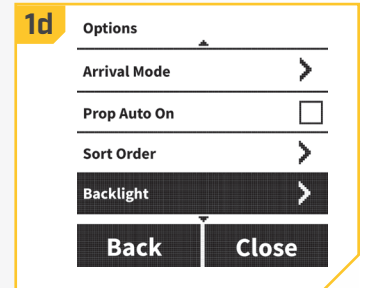 1d
Options
Arrival Mode
Prop Auto On
Sort Order
Backlight
Back Close